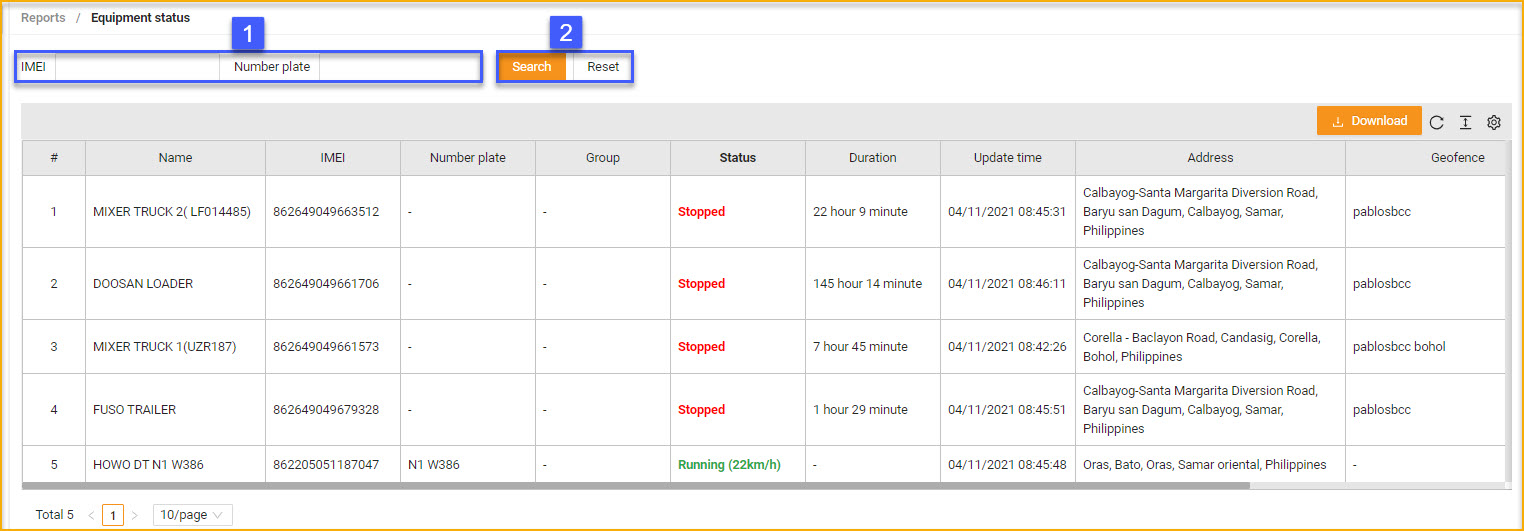 Reports / Equipment status
1
2
IMEI Number plate Search Reset
Download
# Name IMEI Number plate Group Status Duration Update time Address Geofence
1 MIXER TRUCK 2( LF014485) 862649049663512 - - Stopped 22 hour 9 minute 04/11/2021 08:45:31 Calbayog-Santa Margarita Diversion Road,
Baryu san Dagum, Calbayog, Samar,
Philippines
pablosbcc
2 DOOSAN LOADER 862649049661706 - - Stopped 145 hour 14 minute 04/11/2021 08:46:11 Calbayog-Santa Margarita Diversion Road,
Baryu san Dagum, Calbayog, Samar,
Philippines
pablosbcc
3 MIXER TRUCK 1(UZR187) 862649049661573 - - Stopped 7 hour 45 minute 04/11/2021 08:42:26 Corella - Baclayon Road, Candasig, Corella,
Bohol, Philippines
pablosbcc bohol
4 FUSO TRAILER 862649049679328 - - Stopped 1 hour 29 minute 04/11/2021 08:45:51 Calbayog-Santa Margarita Diversion Road,
Baryu san Dagum, Calbayog, Samar,
Philippines
pablosbcc
5 HOWO DT N1 W386 862205051187047 N1 W386 - Running (22km/h) - 04/11/2021 08:45:48 Oras, Bato, Oras, Samar oriental, Philippines -
Total 5 < 1 > 10/page